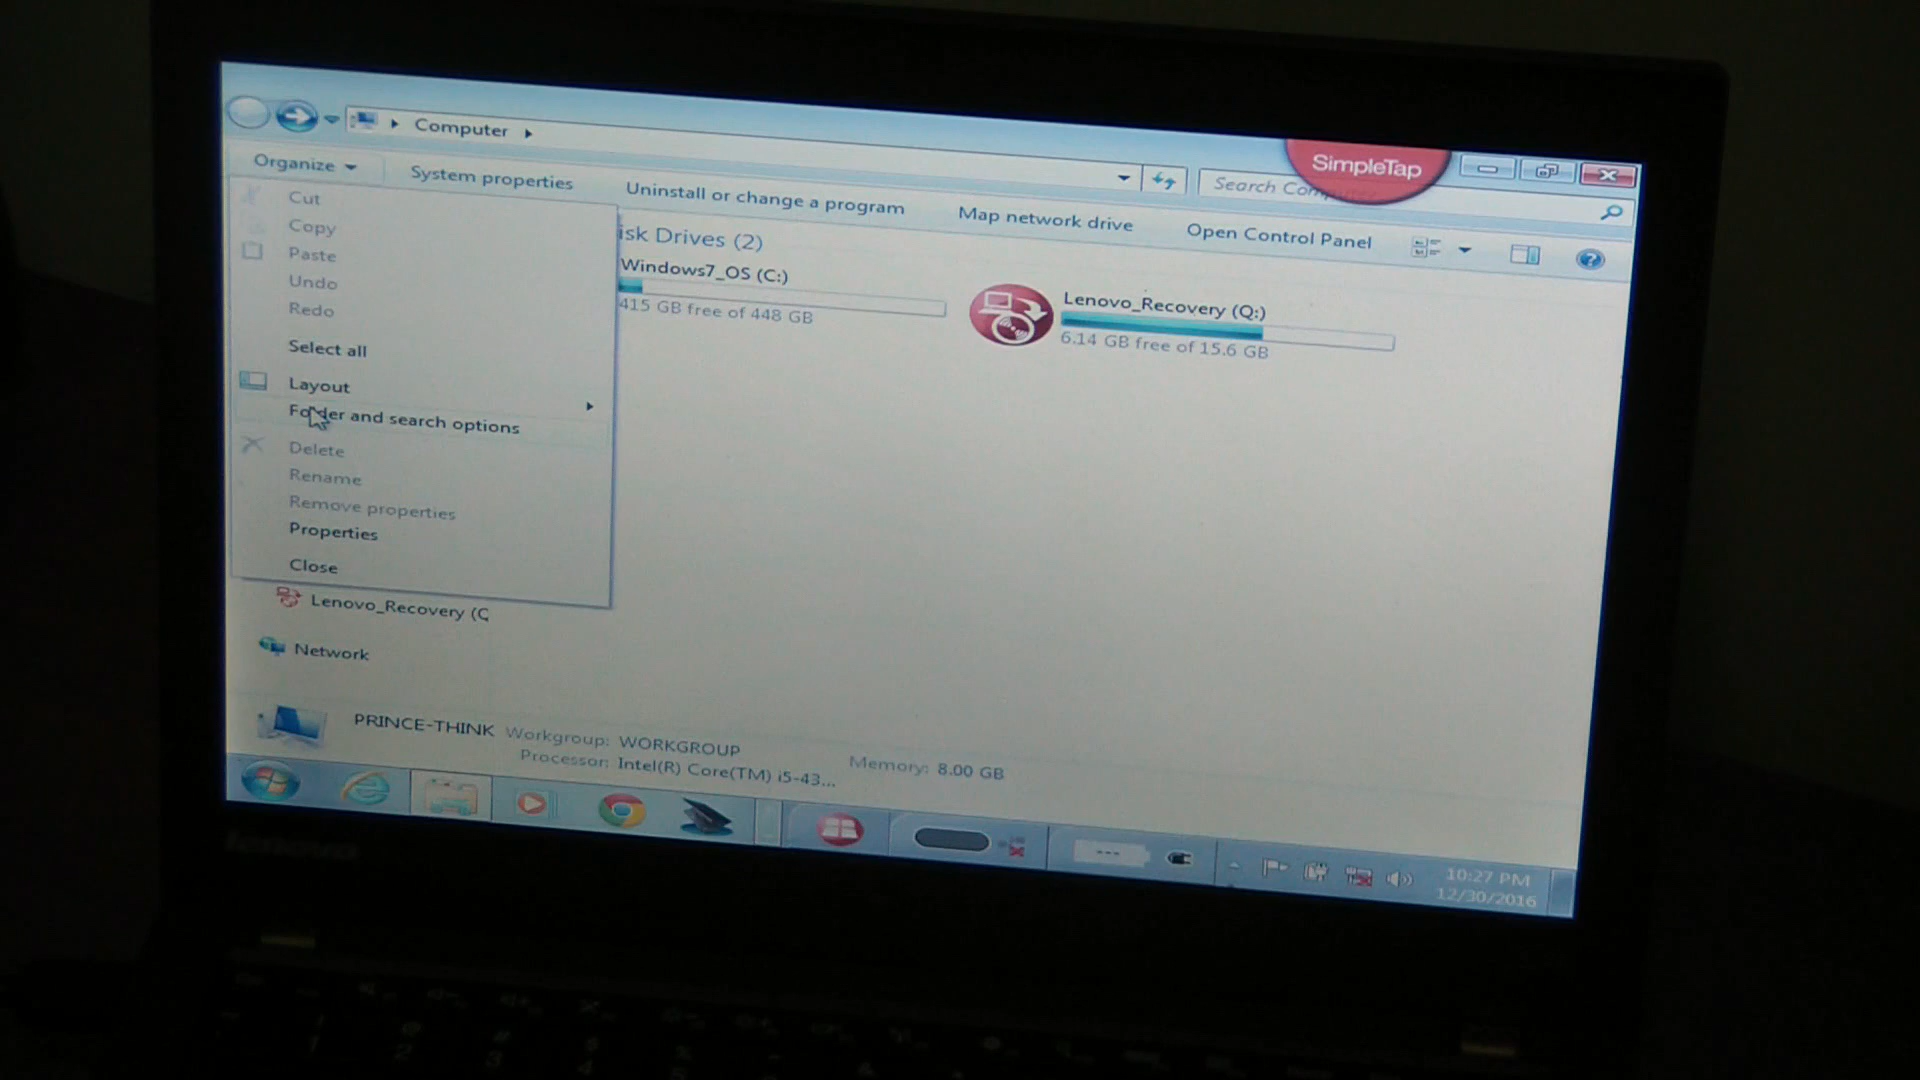 Computer
SimpleTap
Search Com
Organize
System properties
Uninstall or change a program
Map network drive
Open Control Panel
Cut
Copy
Paste
Undo
Redo
Select all
Layout
Folder and search options
Delete
Rename
Remove properties
Properties
Close
isk Drives (2)
Windows7_OS (C:)
415 GB free of 448 GB
Lenovo_Recovery (Q:)
6.14 GB free of 15.6 GB
Lenovo_Recovery (Q
Network
PRINCE-THINK Workgroup: WORKGROUP
Memory: 8.00 GB
Processor: Intel(R) Core(TM) i5-43...
10:27 PM
12/30/2016
lenovo